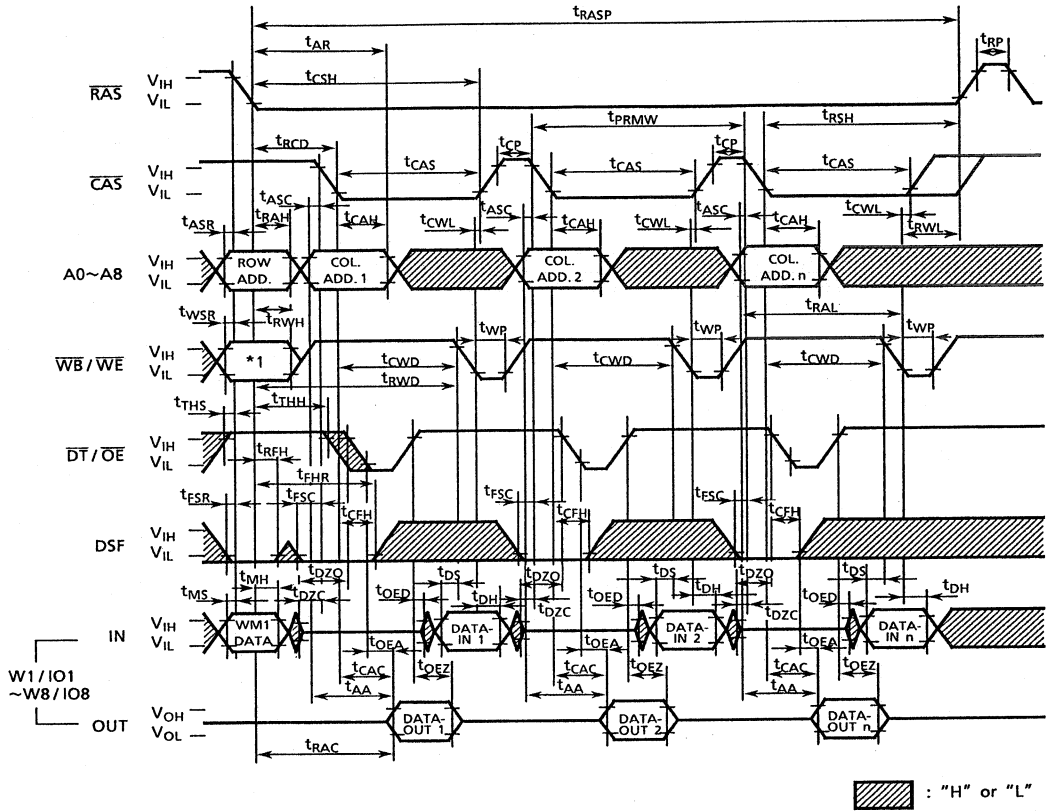 tRASP
tAR
tRP
tCSH
RAS VIH
VIL
tPRMW tRSH
tRCD tCP tCP
tCAS tCAS tCAS
CAS VIH
VIL
tASC tASC tASC tCWL
tASR tRAH tCAH tCWL tCAH tCWL tCAH tRWL
A0~A8 VIH ROW COL. COL. COL.
VIL ADD. ADD.1 ADD.2 ADD.n
tWSR tRWH tWP tWP tRAL tWP
WB/WE VIH *1 tCWD tCWD tCWD
VIL tRWD
tTHS tTHH
DT/OE VIH
VIL tRFH
tFHR
tFSR tFSC tFSC tFSC
tCFH tCFH tCFH
DSF VIH
VIL
tMH tDZO tDS tDZO tDS tDZO tDS
tMS tDZC tOED tDH tDZC tOED tDH tDZC tOED tDH
IN VIH WM1 DATA- DATA- DATA-
VIL DATA IN 1 IN 2 IN n
tOEA tOEA tOEA
W1/IO1
~W8/IO8
tCAC tOEZ tCAC tOEZ tCAC tOEZ
tAA tAA tAA
OUT VOH DATA- DATA- DATA-
VOL OUT 1 OUT 2 OUT n
tRAC
: "H" or "L"